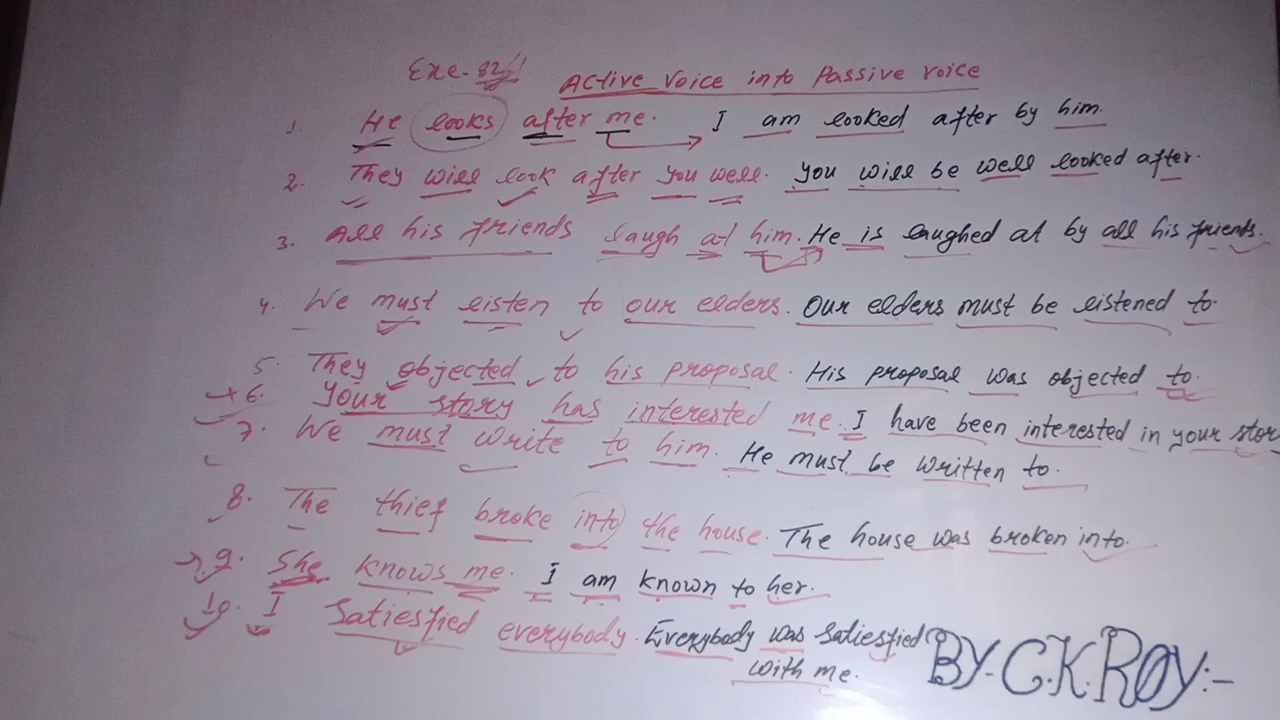 Exe-82// Active Voice into Passive voice
1. He looks after me. I am looked after by him.
2. They will look after you well. you will be well looked after.
3. All his friends laugh at him. He is laughed at by all his friends.
4. We must listen to our elders. Our elders must be listened to.
5. They objected to his proposal. His proposal was objected to.
6. Your story has interested me. I have been interested in your stor
7. We must write to him. He must be written to.
8. The thief broke into the house. The house was broken into.
9. She knows me. I am known to her.
10. I Satiesfied everybody. Everybody was satiesfied
with me.
BY-C.K.ROY:-